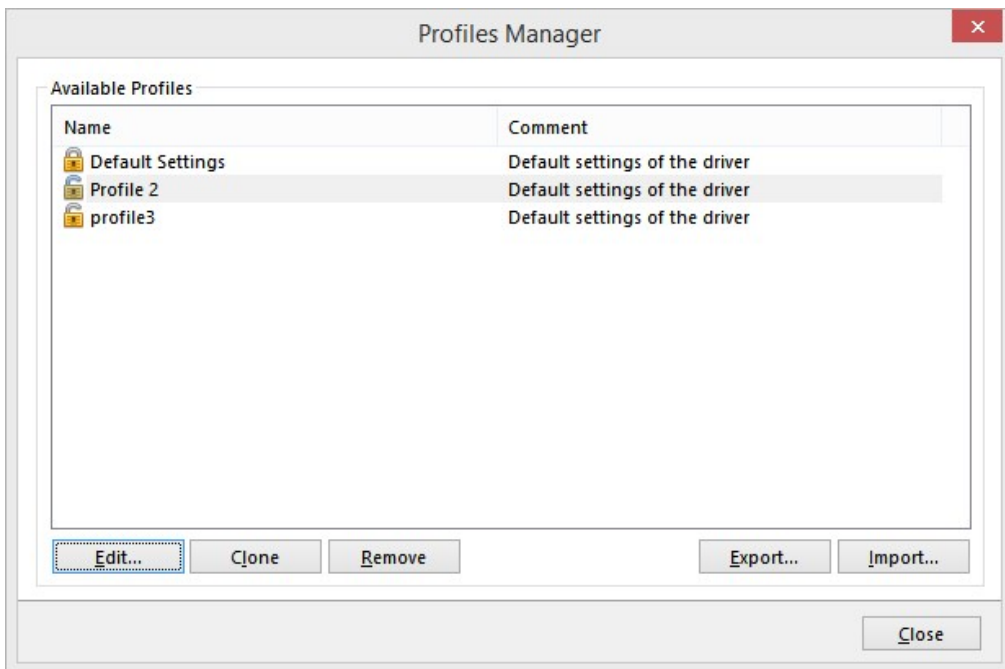 Profiles Manager
Available Profiles
Name Comment
Default Settings Default settings of the driver
Profile 2 Default settings of the driver
profile3 Default settings of the driver
Edit... Clone Remove Export... Import...
Close